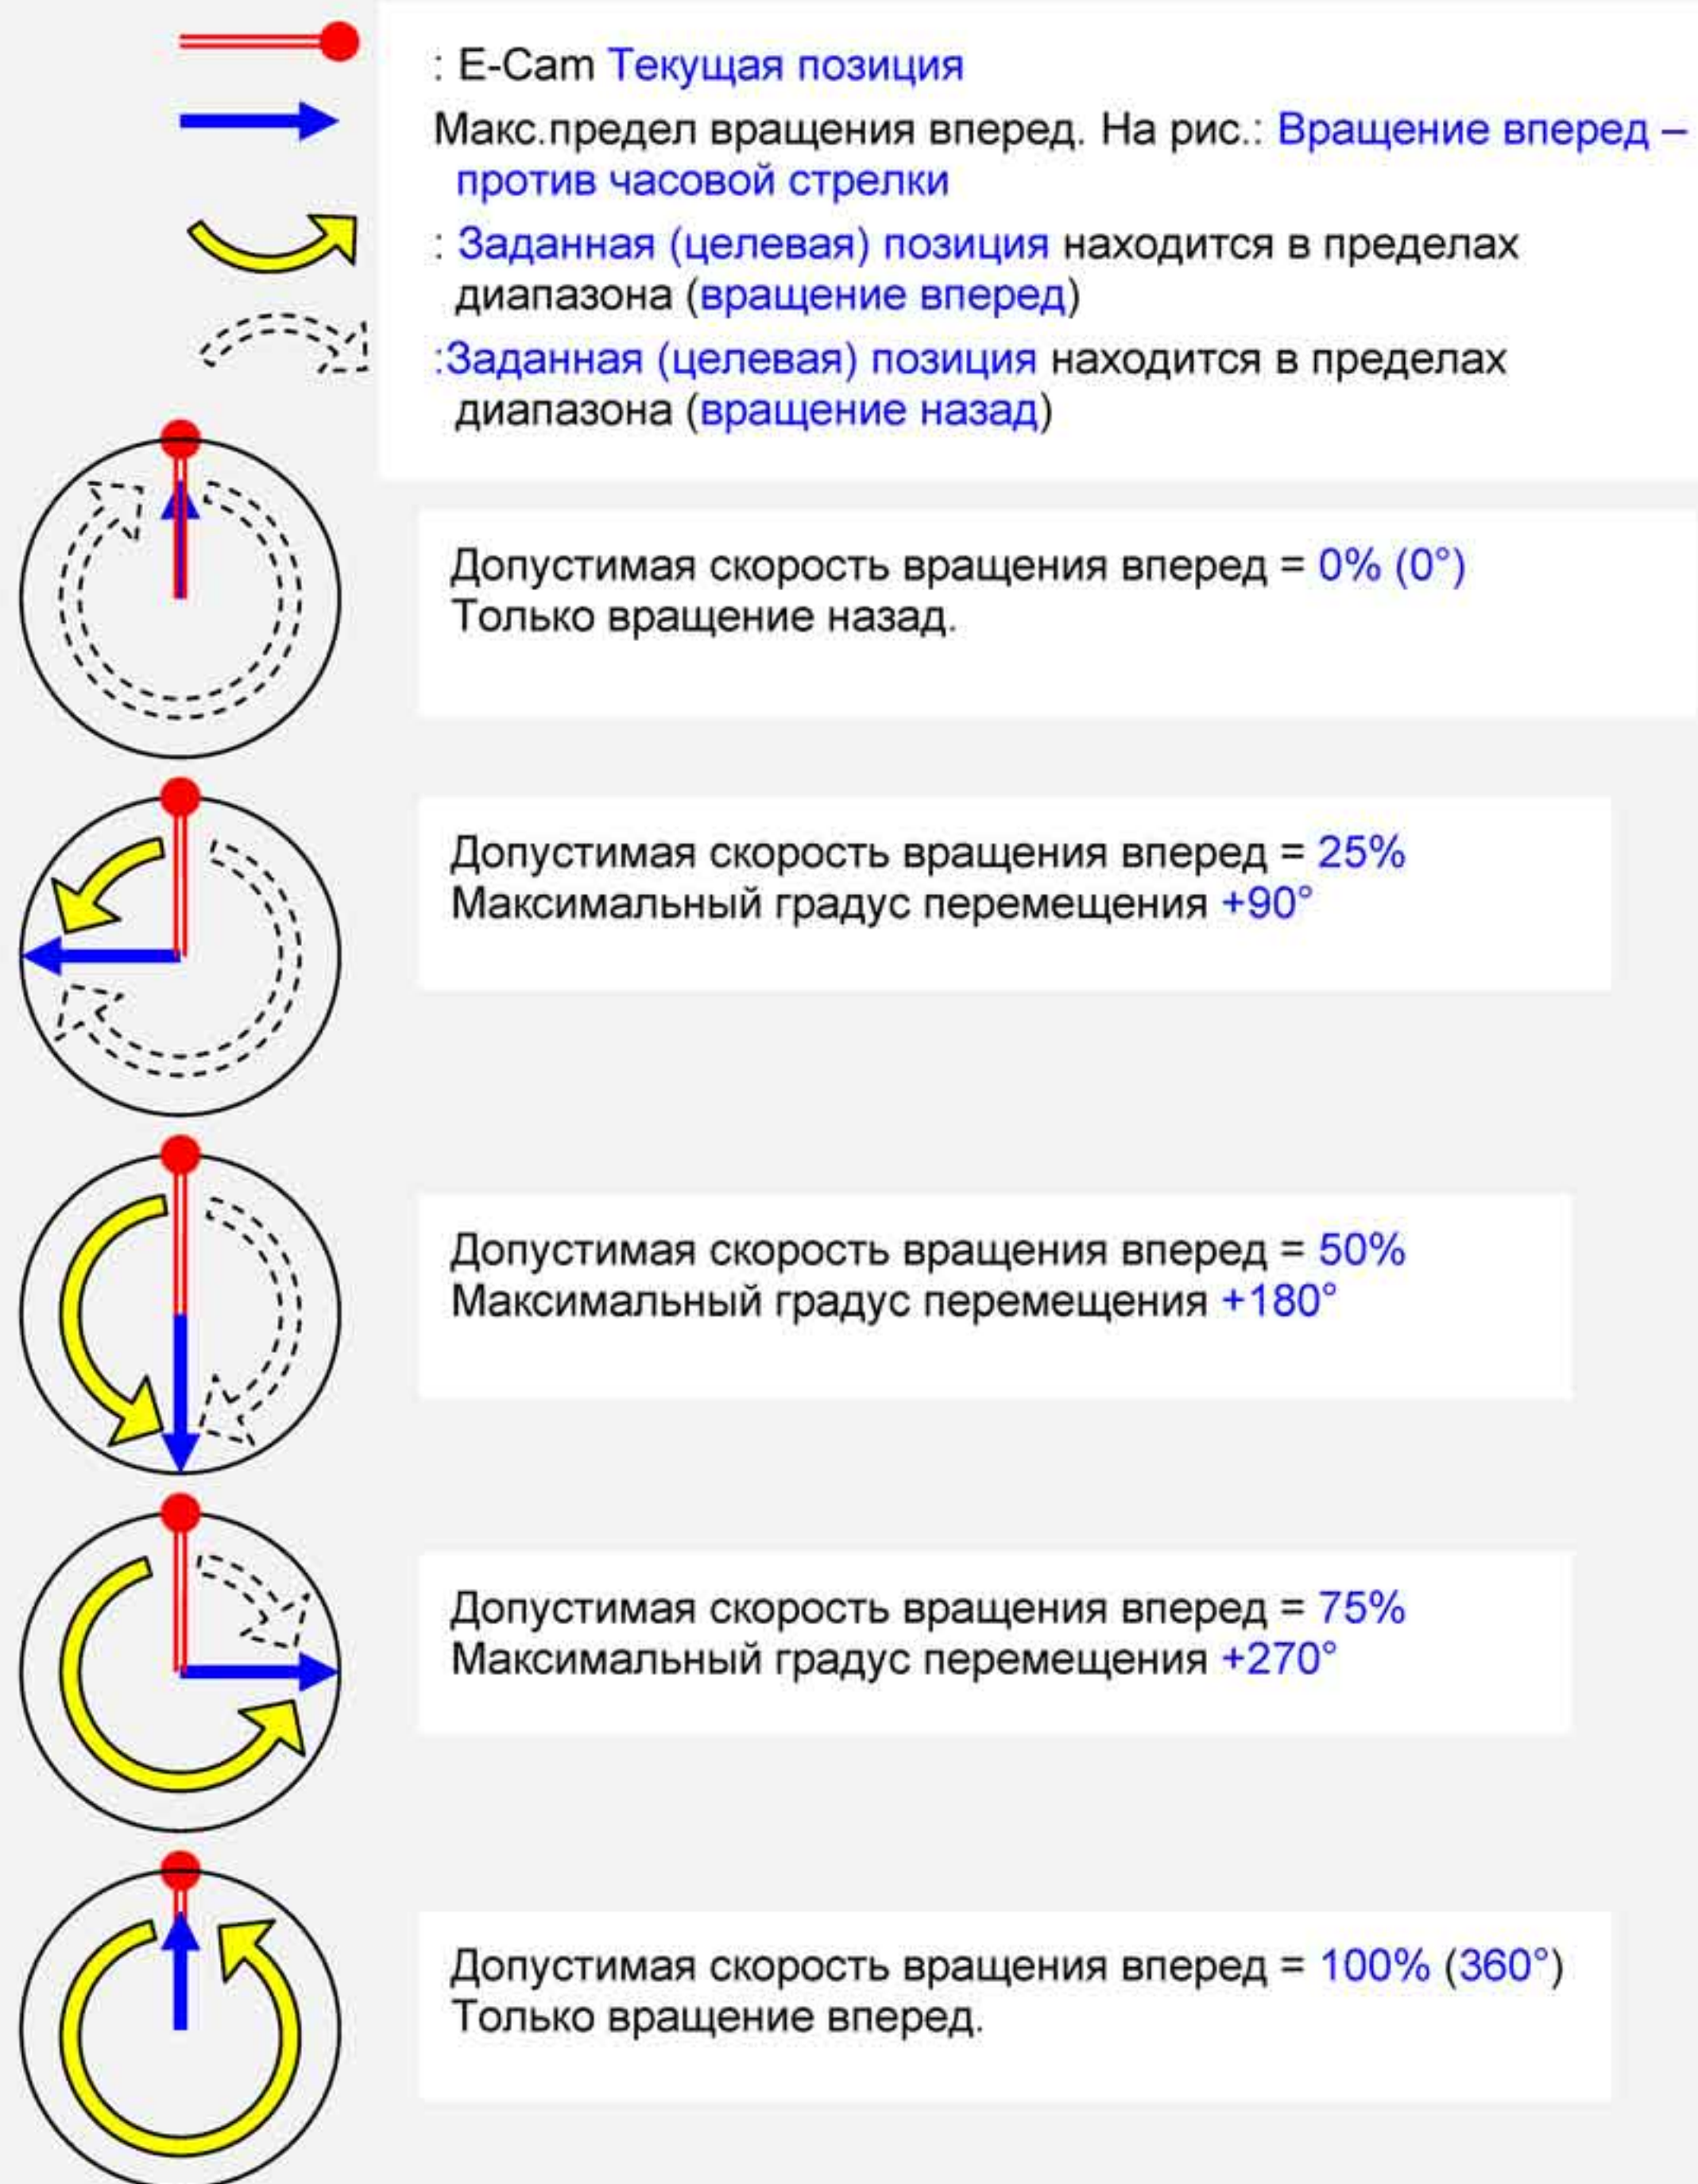 : E-Cam Текущая позиция
Макс.предел вращения вперед. На рис.: Вращение вперед –
против часовой стрелки
: Заданная (целевая) позиция находится в пределах
диапазона (вращение вперед)
:Заданная (целевая) позиция находится в пределах
диапазона (вращение назад)
Допустимая скорость вращения вперед = 0% (0°)
Только вращение назад.
Допустимая скорость вращения вперед = 25%
Максимальный градус перемещения +90°
Допустимая скорость вращения вперед = 50%
Максимальный градус перемещения +180°
Допустимая скорость вращения вперед = 75%
Максимальный градус перемещения +270°
Допустимая скорость вращения вперед = 100% (360°)
Только вращение вперед.